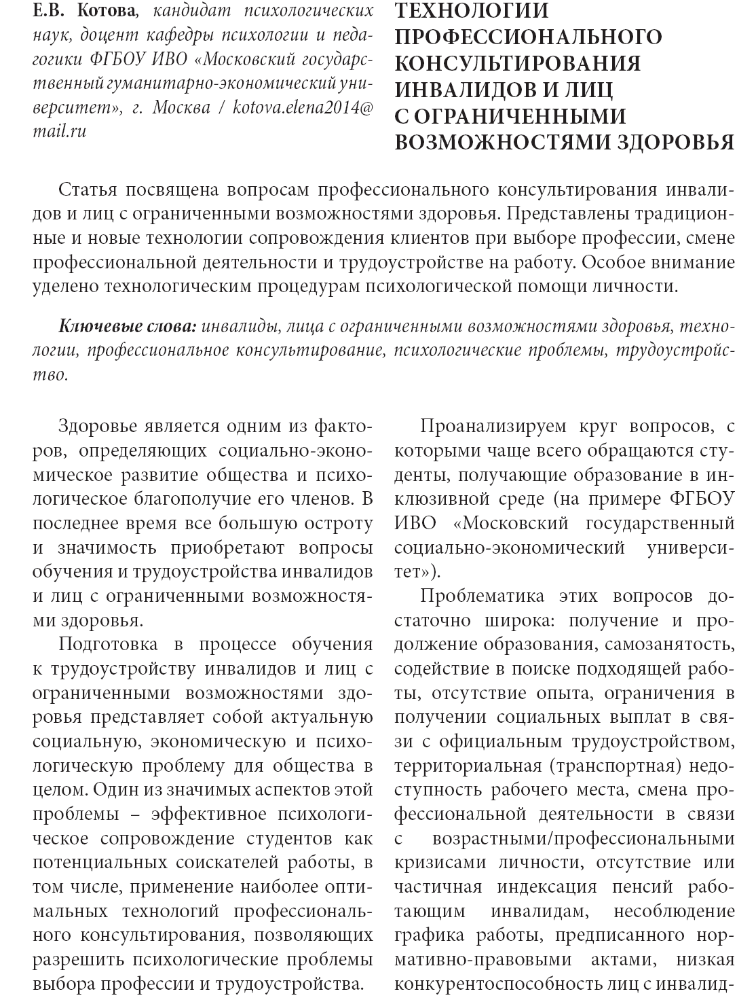 Е.В. Котова, кандидат психологических
наук, доцент кафедры психологии и педа-
гогики ФГБОУ ИВО «Московский государс-
твенный гуманитарно-экономический уни-
верситет», г. Москва / kotova.elena2014@
mail.ru
ТЕХНОЛОГИИ
ПРОФЕССИОНАЛЬНОГО
КОНСУЛЬТИРОВАНИЯ
ИНВАЛИДОВ И ЛИЦ
С ОГРАНИЧЕННЫМИ
ВОЗМОЖНОСТЯМИ ЗДОРОВЬЯ
Статья посвящена вопросам профессионального консультирования инвали-
дов и лиц с ограниченными возможностями здоровья. Представлены традицион-
ные и новые технологии сопровождения клиентов при выборе профессии, смене
профессиональной деятельности и трудоустройстве на работу. Особое внимание
уделено технологическим процедурам психологической помощи личности.
Ключевые слова: инвалиды, лица с ограниченными возможностями здоровья, техно-
логии, профессиональное консультирование, психологические проблемы, трудоустройс-
тво.
Здоровье является одним из факто-
ров, определяющих социально-эконо-
мическое развитие общества и психо-
логическое благополучие его членов. В
последнее время все большую остроту
и значимость приобретают вопросы
обучения и трудоустройства инвалидов
и лиц с ограниченными возможностя-
ми здоровья.
Подготовка в процессе обучения
к трудоустройству инвалидов и лиц с
ограниченными возможностями здо-
ровья представляет собой актуальную
социальную, экономическую и психо-
логическую проблему для общества в
целом. Один из значимых аспектов этой
проблемы – эффективное психологи-
ческое сопровождение студентов как
потенциальных соискателей работы, в
том числе, применение наиболее опти-
мальных технологий профессиональ-
ного консультирования, позволяющих
разрешить психологические проблемы
выбора профессии и трудоустройства.
Проанализируем круг вопросов, с
которыми чаще всего обращаются сту-
денты, получающие образование в ин-
клюзивной среде (на примере ФГБОУ
ИВО «Московский государственный
социально-экономический универси-
тет»).
Проблематика этих вопросов до-
статочно широка: получение и про-
должение образования, самозанятость,
содействие в поиске подходящей рабо-
ты, отсутствие опыта, ограничения в
получении социальных выплат в свя-
зи с официальным трудоустройством,
территориальная (транспортная) недо-
ступность рабочего места, смена про-
фессиональной деятельности в связи
с возрастными/профессиональными
кризисами личности, отсутствие или
частичная индексация пенсий рабо-
тающим инвалидам, несоблюдение
графика работы, предписанного нор-
мативно-правовыми актами, низкая
конкурентоспособность лиц с инвалид-